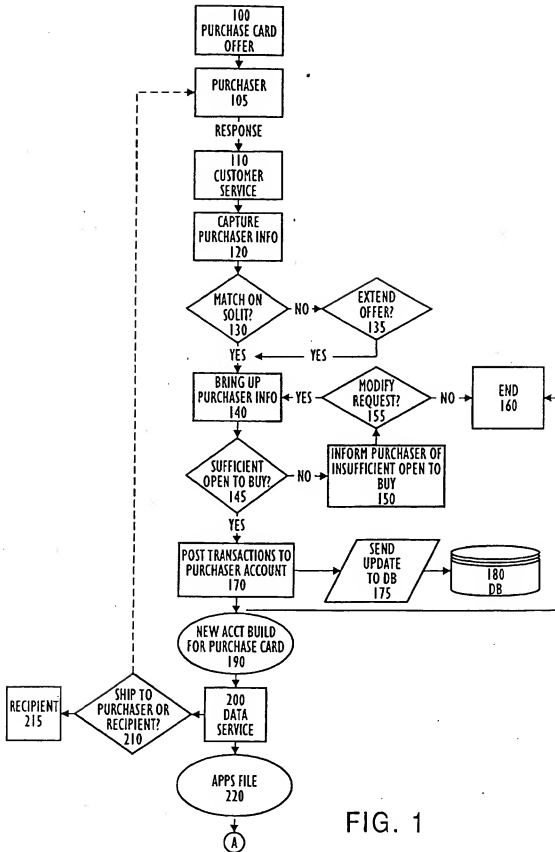 100
PURCHASE CARD
OFFER
PURCHASER
105
RESPONSE
110
CUSTOMER
SERVICE
CAPTURE
PURCHASER INFO
120
MATCH ON
SOLIT?
130
NO
EXTEND
OFFER?
135
YES
YES
BRING UP
PURCHASER INFO
140
YES
MODIFY
REQUEST?
155
NO
END
160
SUFFICIENT
OPEN TO BUY?
145
NO
INFORM PURCHASER OF
INSUFFICIENT OPEN TO
BUY
150
YES
POST TRANSACTIONS TO
PURCHASER ACCOUNT
170
SEND
UPDATE
TO DB
175
180
DB
NEW ACCT BUILD
FOR PURCHASE CARD
190
RECIPIENT
215
SHIP TO
PURCHASER OR
RECIPIENT?
210
200
DATA
SERVICE
APPS FILE
220
A
FIG. 1